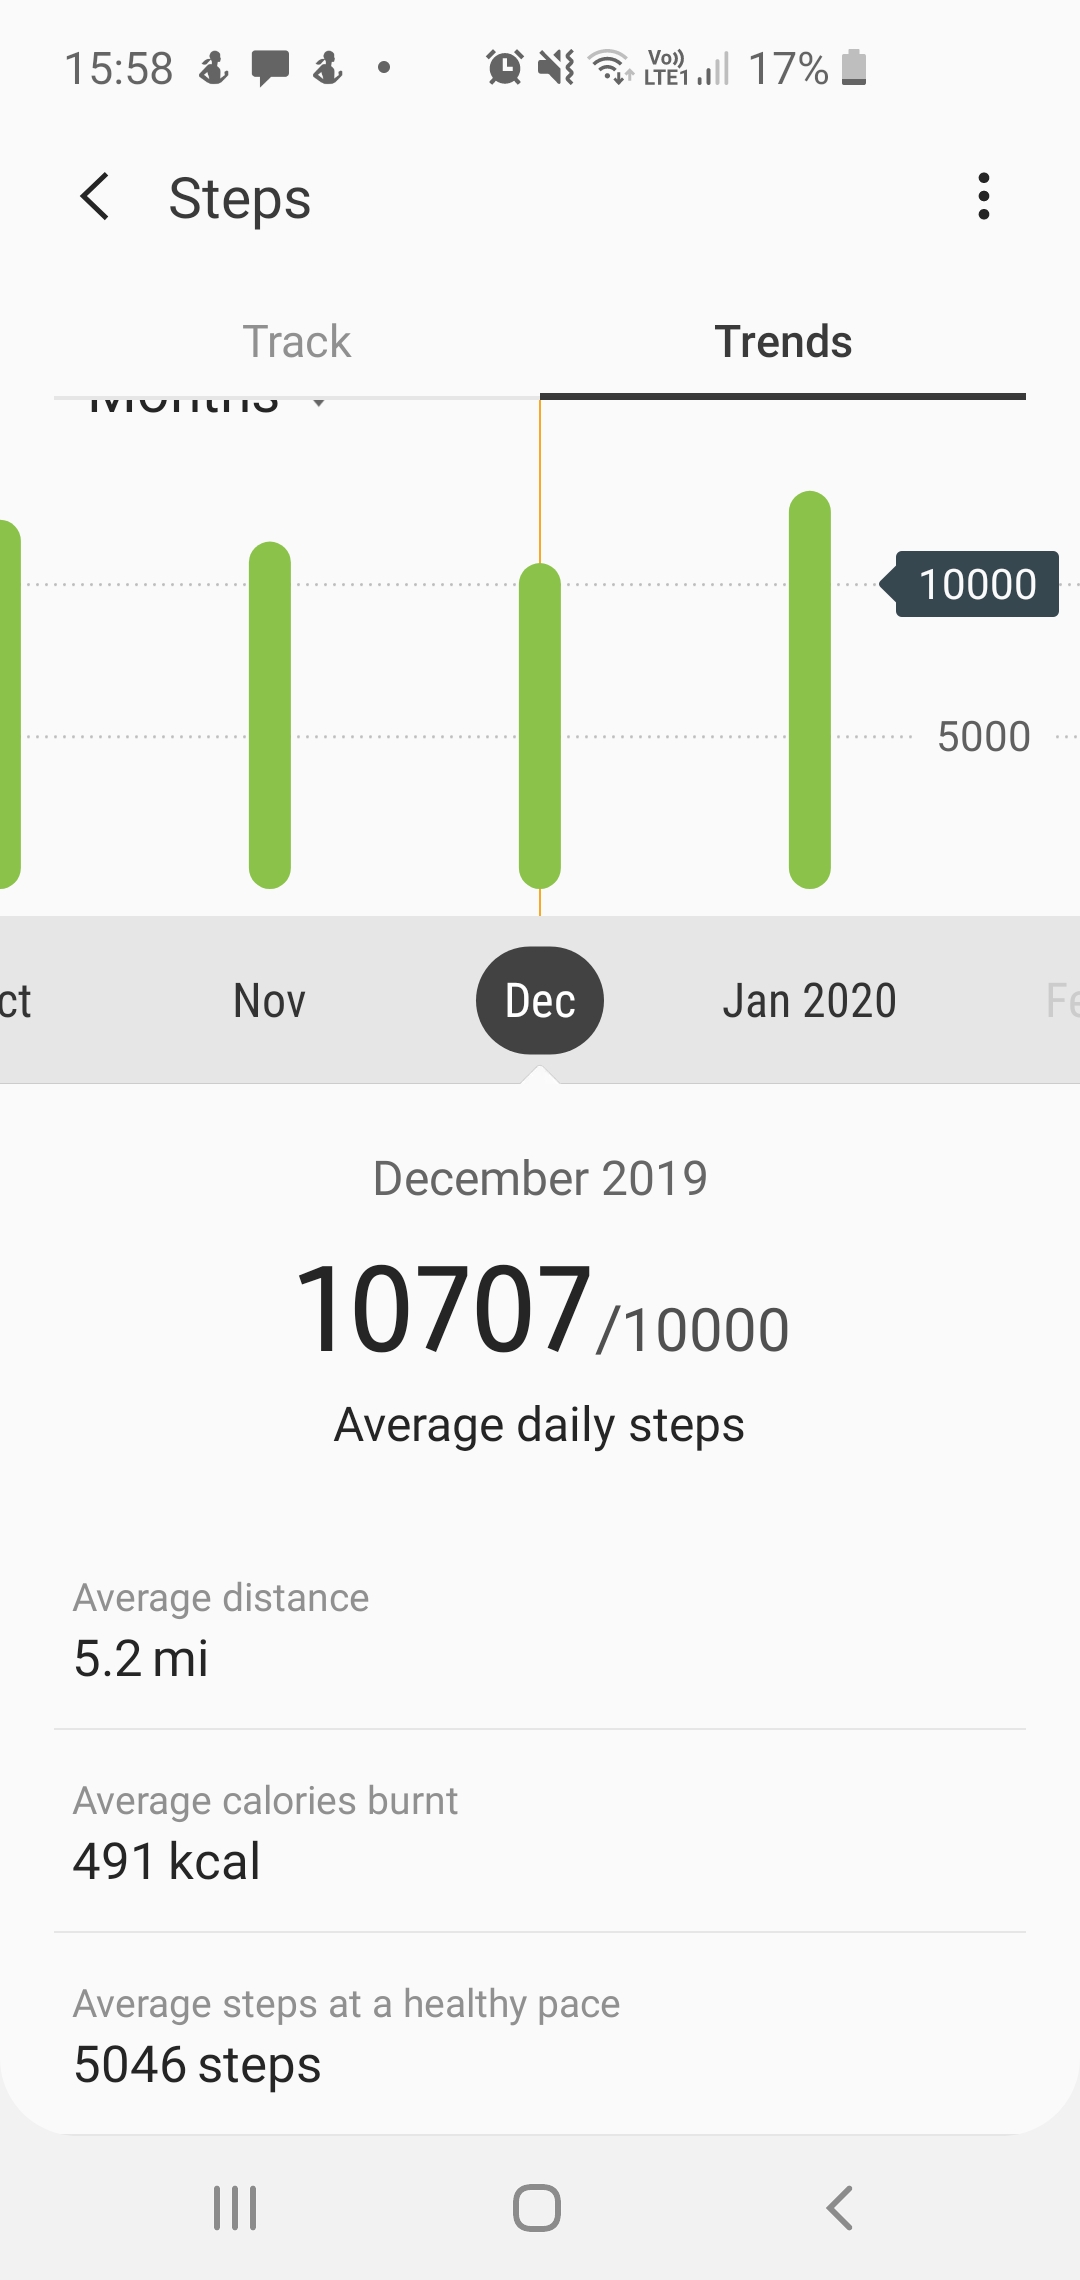 15:58 Vo)) LTE1 17%
Steps
Track Trends
Months
10000
5000
ct Nov Dec Jan 2020 Fe
December 2019
10707/10000
Average daily steps
Average distance
5.2 mi
Average calories burnt
491 kcal
Average steps at a healthy pace
5046 steps